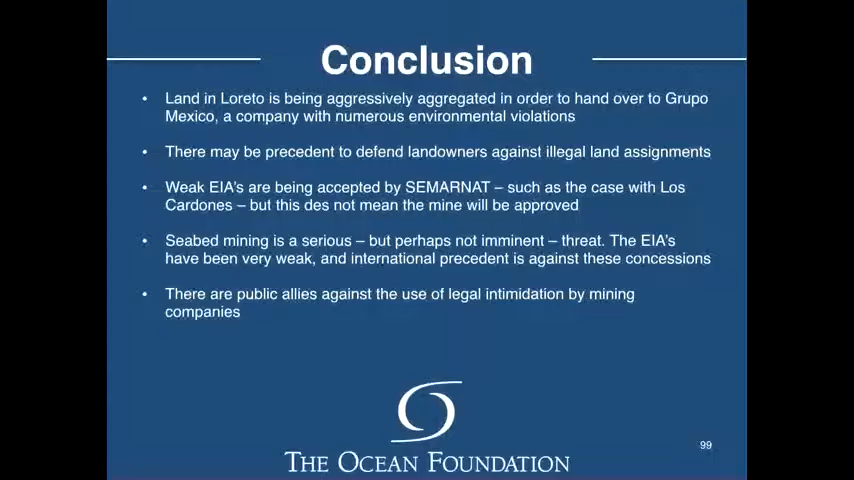 Conclusion
• Land in Loreto is being aggressively aggregated in order to hand over to Grupo
Mexico, a company with numerous environmental violations
• There may be precedent to defend landowners against illegal land assignments
• Weak EIA's are being accepted by SEMARNAT – such as the case with Los
Cardones – but this des not mean the mine will be approved
• Seabed mining is a serious – but perhaps not imminent – threat. The EIA's
have been very weak, and international precedent is against these concessions
• There are public allies against the use of legal intimidation by mining
companies
99
THE OCEAN FOUNDATION